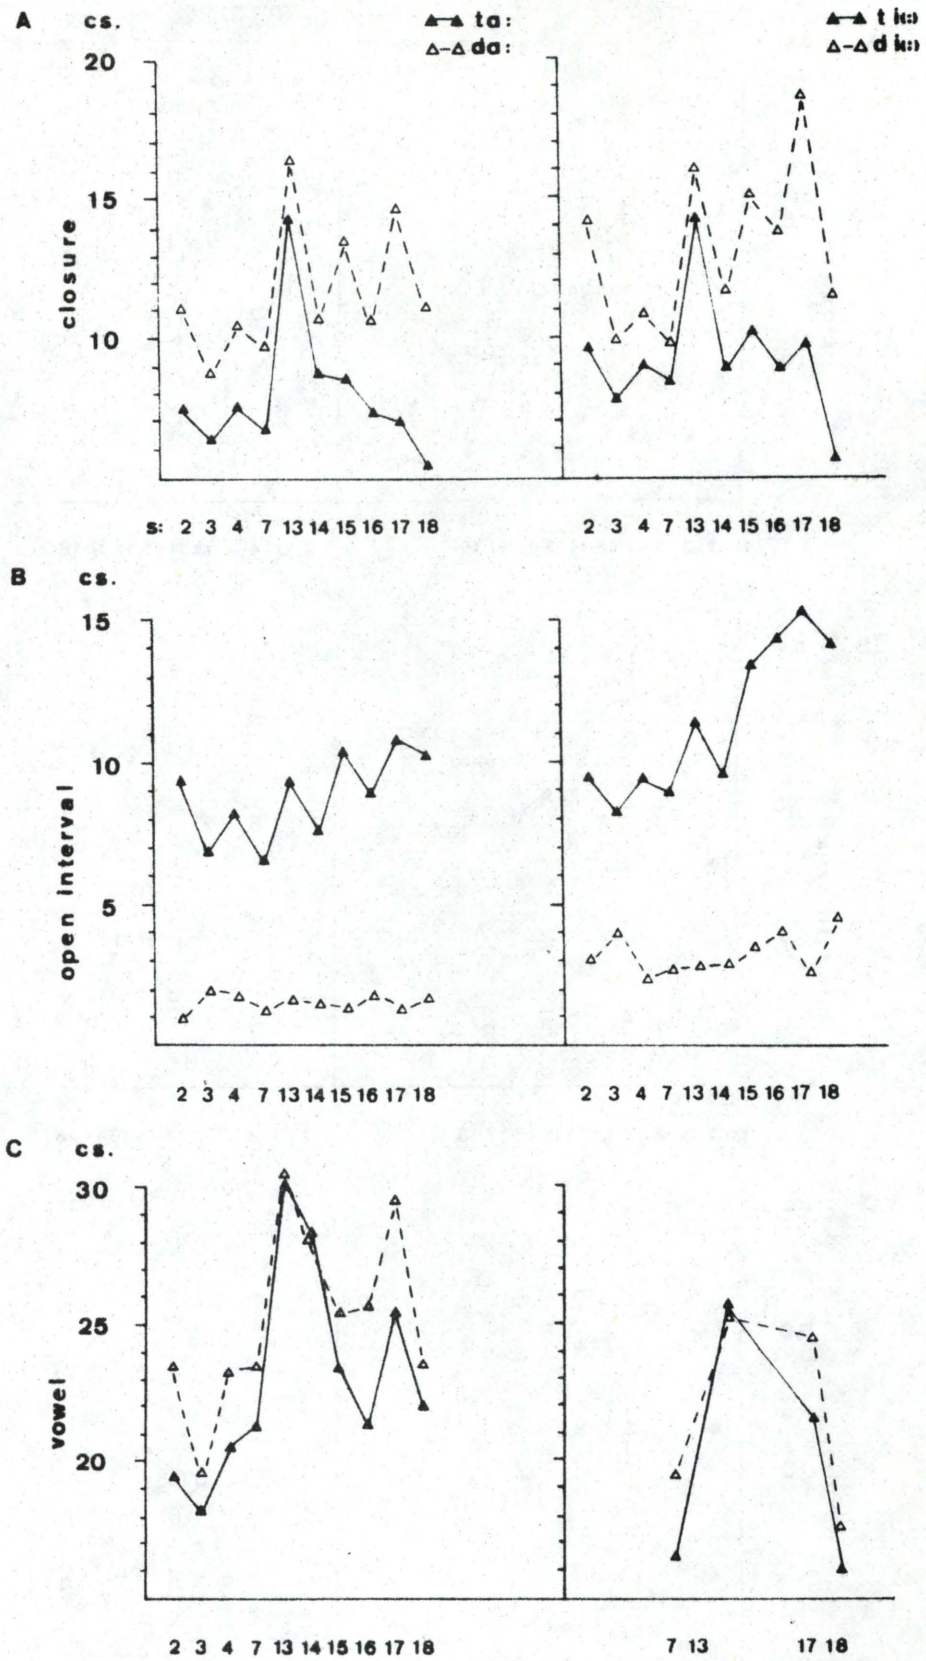 A cs. ta: ti(:)
da: di(:)
20
15
10
closure
s: 2 3 4 7 13 14 15 16 17 18 2 3 4 7 13 14 15 16 17 18
B cs.
15
10
5
open interval
2 3 4 7 13 14 15 16 17 18 2 3 4 7 13 14 15 16 17 18
C cs.
30
25
20
vowel
2 3 4 7 13 14 15 16 17 18 7 13 17 18